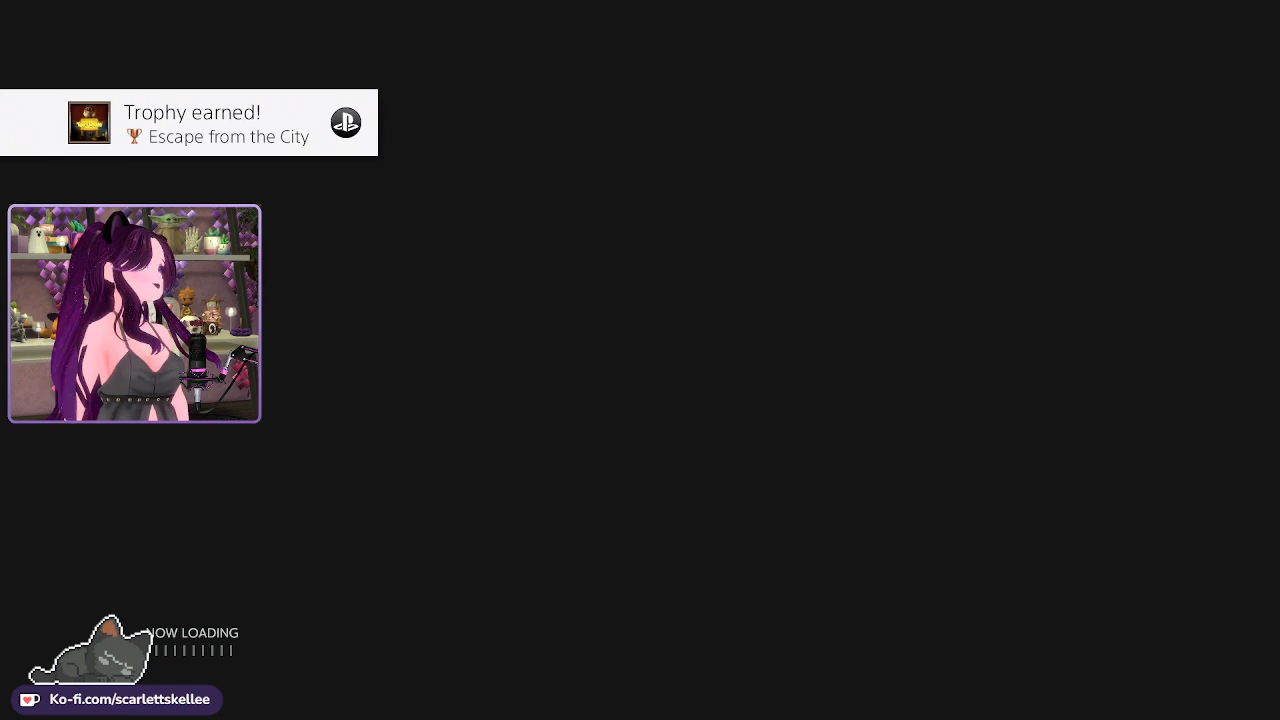 Trophy earned!
Escape from the City
NOW LOADING
Ko-fi.com/scarlettskellee